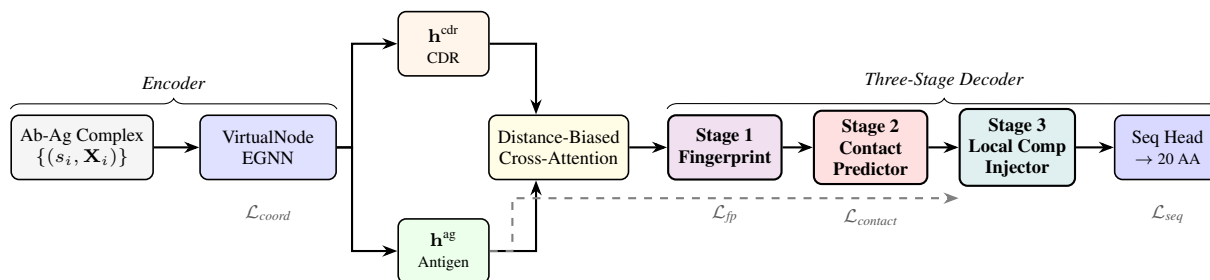 Encoder
Ab-Ag Complex
{(s_i, X_i)}
VirtualNode
EGNN
ℒ_coord
h^cdr
CDR
h^ag
Antigen
Distance-Biased
Cross-Attention
Three-Stage Decoder
Stage 1
Fingerprint
ℒ_fp
Stage 2
Contact
Predictor
ℒ_contact
Stage 3
Local Comp
Injector
Seq Head
→ 20 AA
ℒ_seq